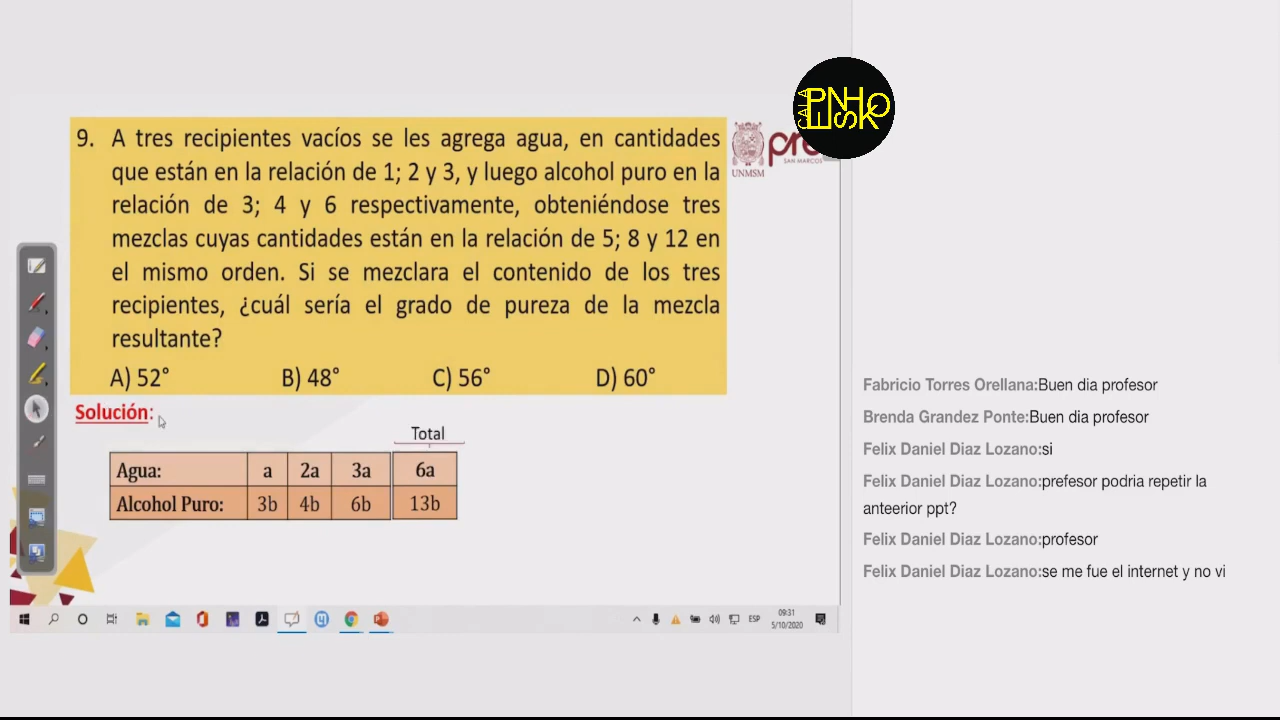 CALA
PENHO
ESK
9. A tres recipientes vacíos se les agrega agua, en cantidades
que están en la relación de 1; 2 y 3, y luego alcohol puro en la
relación de 3; 4 y 6 respectivamente, obteniéndose tres
mezclas cuyas cantidades están en la relación de 5; 8 y 12 en
el mismo orden. Si se mezclara el contenido de los tres
recipientes, ¿cuál sería el grado de pureza de la mezcla
resultante?
A) 52° B) 48° C) 56° D) 60°
UNMSM
SAN MARCOS
Solución:
Total
Agua: a 2a 3a 6a
Alcohol Puro: 3b 4b 6b 13b
ESP
09:31
5/10/2020
Fabricio Torres Orellana:Buen dia profesor
Brenda Grandez Ponte:Buen dia profesor
Felix Daniel Diaz Lozano:si
Felix Daniel Diaz Lozano:prefesor podria repetir la
anteerior ppt?
Felix Daniel Diaz Lozano:profesor
Felix Daniel Diaz Lozano:se me fue el internet y no vi